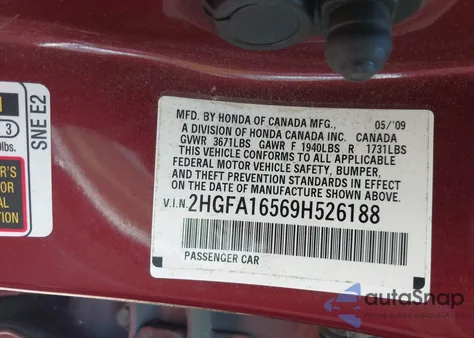 MFD. BY HONDA OF CANADA MFG., 05/'09
A DIVISION OF HONDA CANADA INC. CANADA
GVWR 3671LBS GAWR F 1940LBS R 1731LBS
THIS VEHICLE CONFORMS TO ALL APPLICABLE
FEDERAL MOTOR VEHICLE SAFETY, BUMPER,
AND THEFT PREVENTION STANDARDS IN EFFECT
ON THE DATE OF MANUFACTURE SHOWN ABOVE.
V.I.N. 2HGFA16569H526188
PASSENGER CAR
SNE E2
3
autoSnap